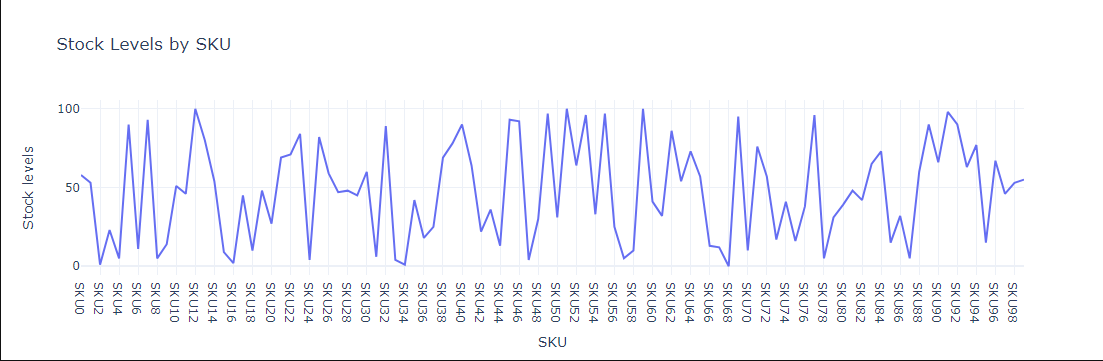 Stock Levels by SKU
100
50
0
Stock levels
SKU0
SKU2
SKU4
SKU6
SKU8
SKU10
SKU12
SKU14
SKU16
SKU18
SKU20
SKU22
SKU24
SKU26
SKU28
SKU30
SKU32
SKU34
SKU36
SKU38
SKU40
SKU42
SKU44
SKU46
SKU48
SKU50
SKU52
SKU54
SKU56
SKU58
SKU60
SKU62
SKU64
SKU66
SKU68
SKU70
SKU72
SKU74
SKU76
SKU78
SKU80
SKU82
SKU84
SKU86
SKU88
SKU90
SKU92
SKU94
SKU96
SKU98
SKU